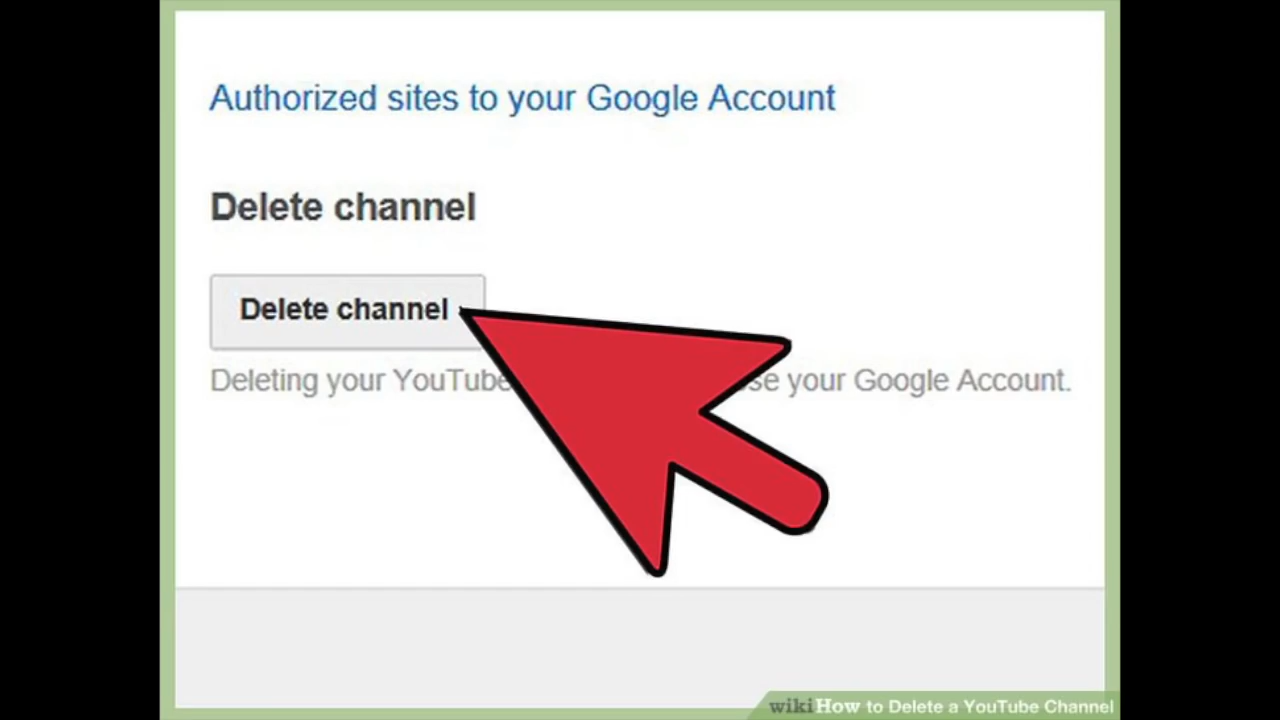 Authorized sites to your Google Account
Delete channel
Delete channel
Deleting your YouTube your Google Account.
wikiHow to Delete a YouTube Channel